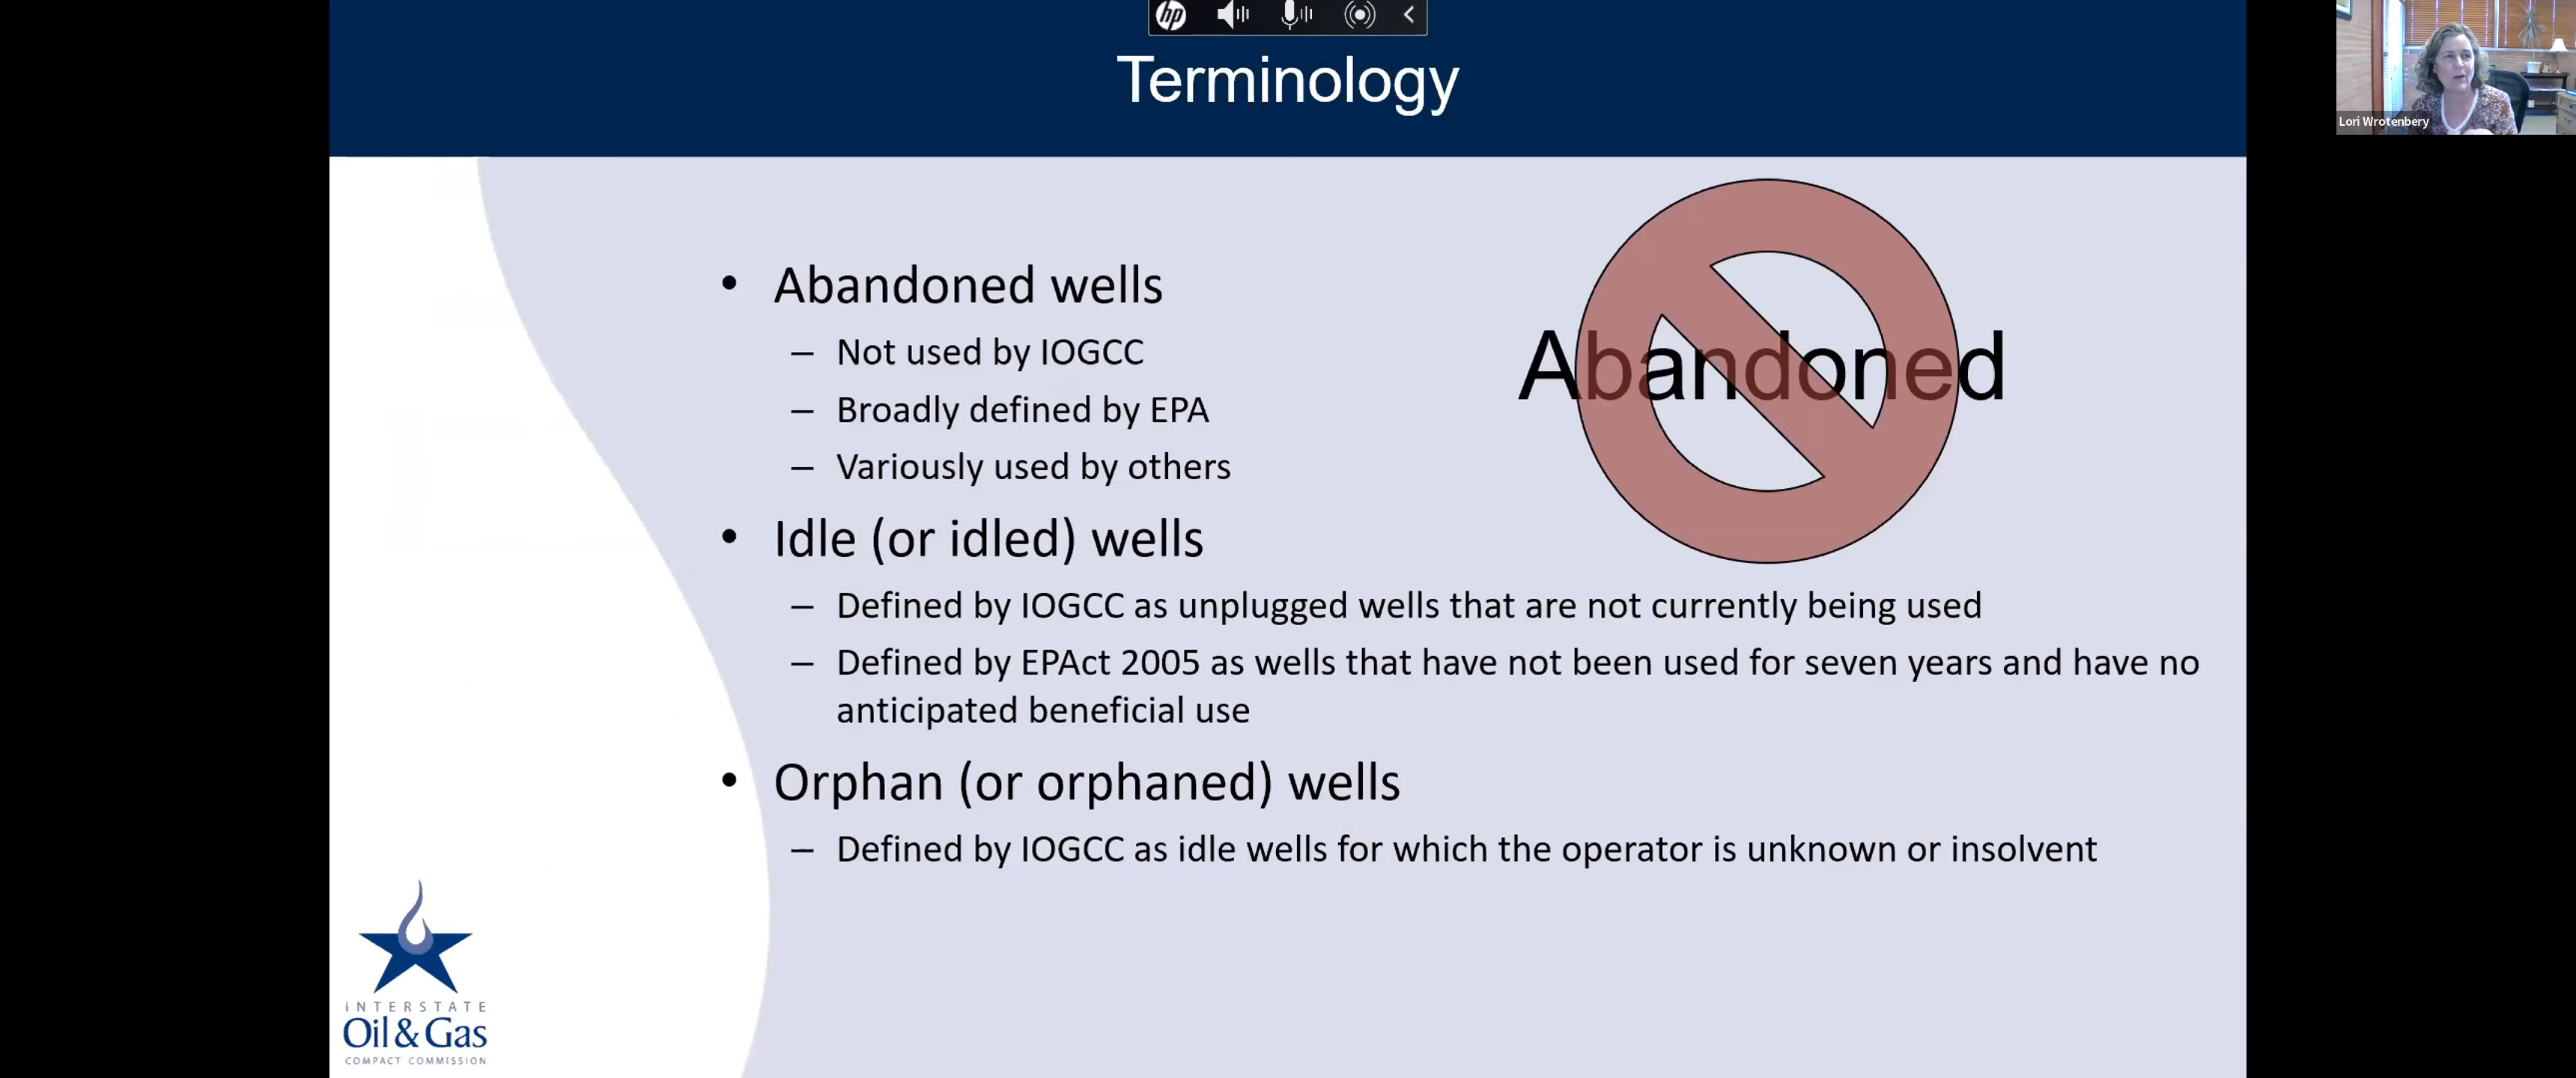 hp
Terminology
Lori Wrotenbery
• Abandoned wells
– Not used by IOGCC
– Broadly defined by EPA
– Variously used by others
Abandoned
• Idle (or idled) wells
– Defined by IOGCC as unplugged wells that are not currently being used
– Defined by EPAct 2005 as wells that have not been used for seven years and have no
anticipated beneficial use
• Orphan (or orphaned) wells
– Defined by IOGCC as idle wells for which the operator is unknown or insolvent
INTERSTATE
Oil & Gas
COMPACT COMMISSION